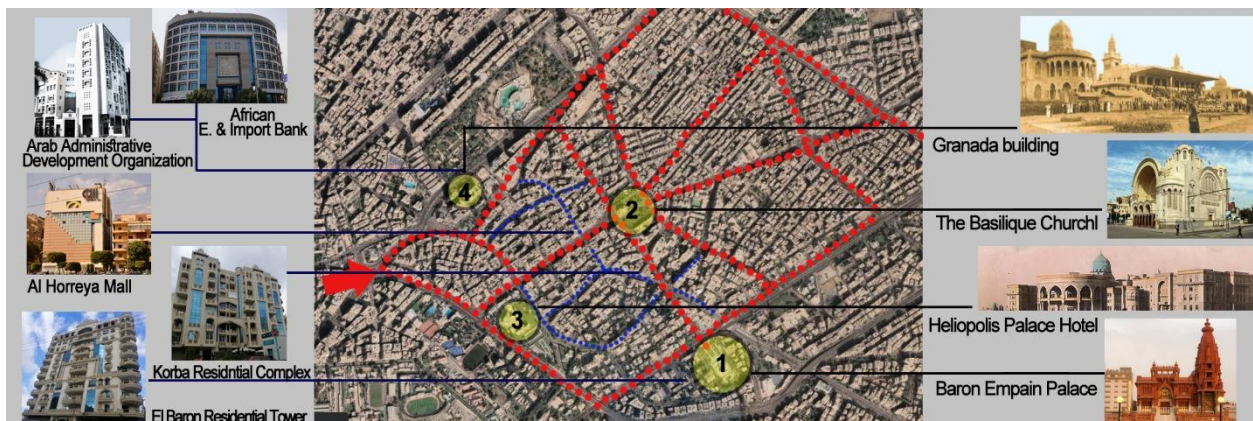 Arab Administrative
Development Organization
African
E. & Import Bank
Al Horreya Mall
Korba Residntial Complex
El Baron Residential Tower
4
2
3
1
Granada building
The Basilique Churchl
Heliopolis Palace Hotel
Baron Empain Palace